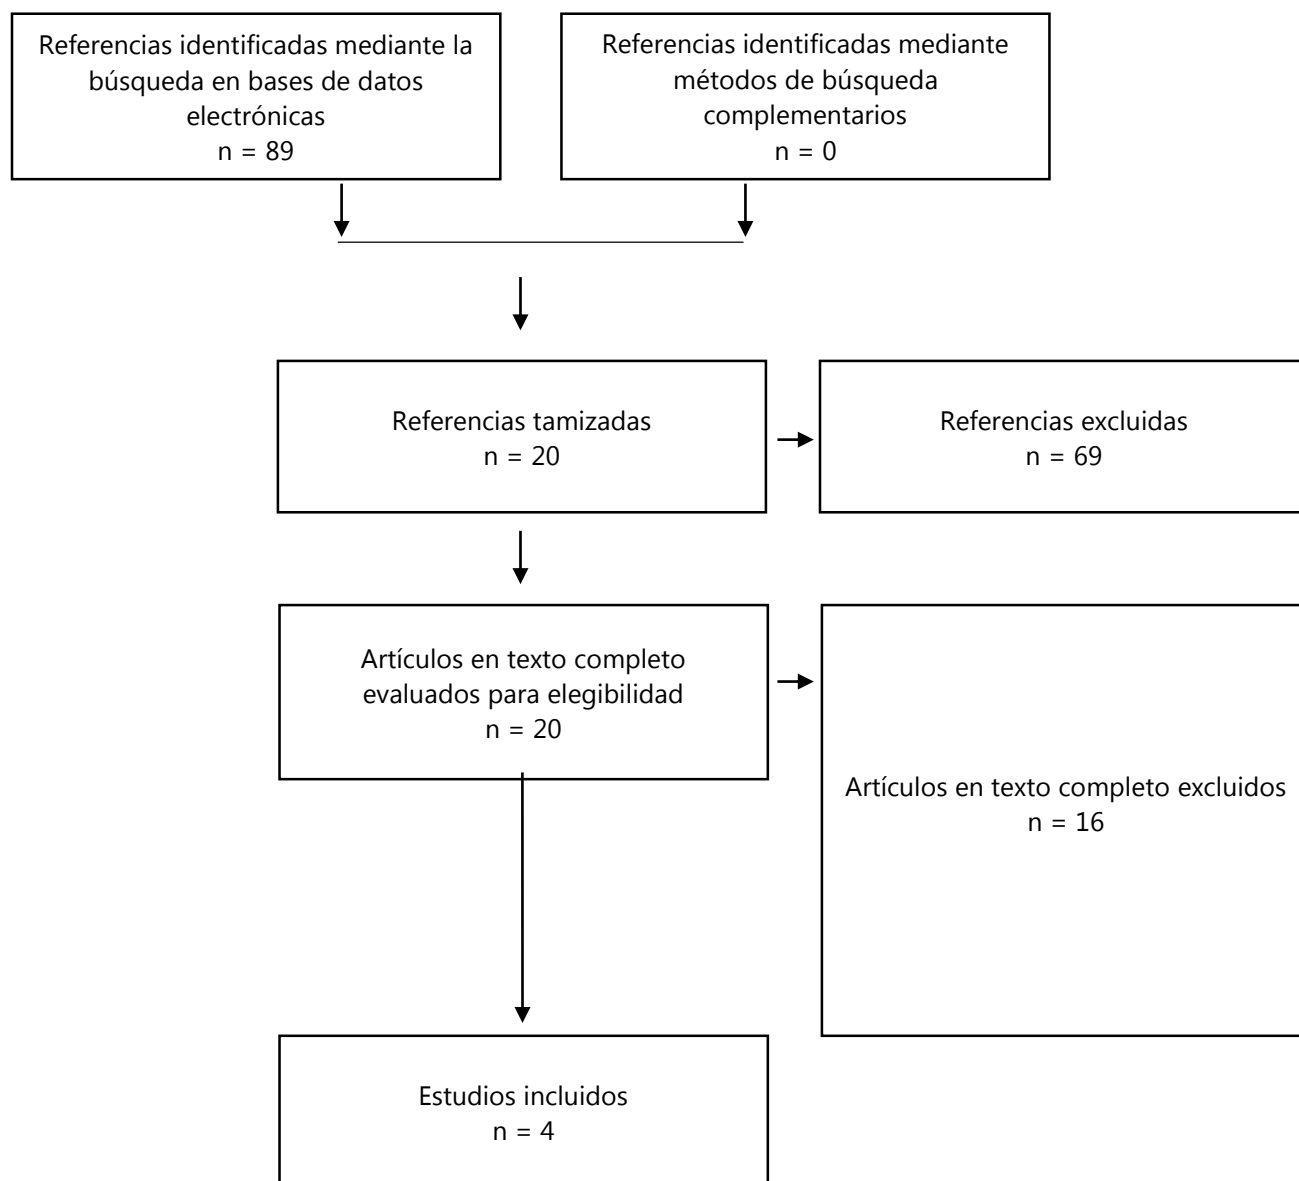 Referencias identificadas mediante la
búsqueda en bases de datos
electrónicas
n = 89
Referencias identificadas mediante
métodos de búsqueda
complementarios
n = 0
Referencias tamizadas
n = 20
Referencias excluidas
n = 69
Artículos en texto completo
evaluados para elegibilidad
n = 20
Artículos en texto completo excluidos
n = 16
Estudios incluidos
n = 4